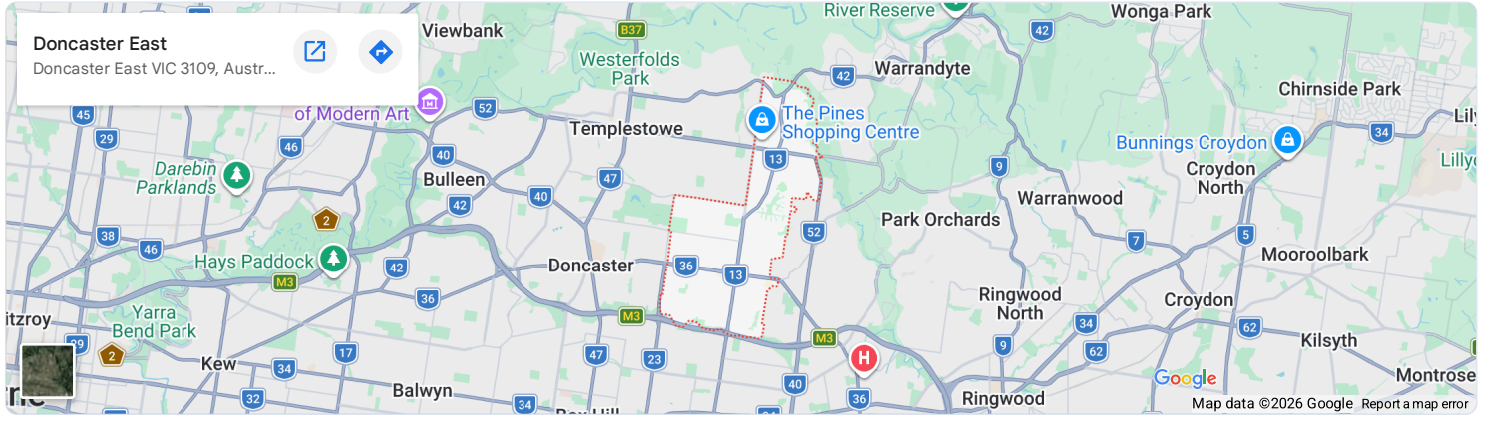 Doncaster East
Doncaster East VIC 3109, Austr...
Viewbank
B37
River Reserve
Wonga Park
42
Westerfolds
Park
42
Warrandyte
Chirnside Park
of Modern Art
52
45
29
46
Templestowe
The Pines
Shopping Centre
13
34
Bunnings Croydon
Darebin
Parklands
40
Bulleen
47
40
42
9
Croydon
North
Warranwood
2
38
46
Park Orchards
52
7
5
Mooroolbark
Hays Paddock
42
Doncaster
36
13
M3
36
Ringwood
North
Croydon
Yarra
Bend Park
M3
M3
34
62
Kilsyth
29
2
17
Kew
34
47
23
H
9
62
Balwyn
32
34
40
36
Ringwood
Montrose
Box Hill
34
Google
Map data ©2026 Google
Report a map error